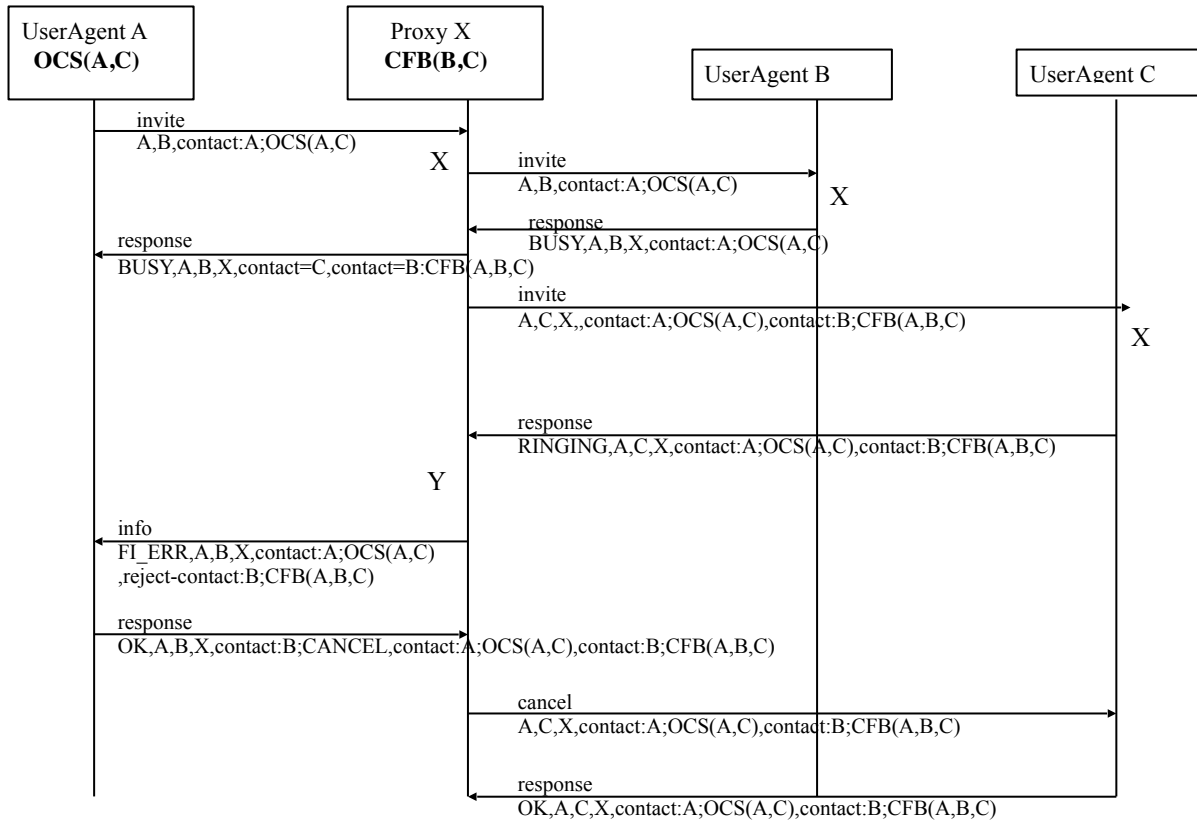 UserAgent A
OCS(A,C)
Proxy X
CFB(B,C)
UserAgent B
UserAgent C
invite
A,B,contact:A;OCS(A,C)
X
invite
A,B,contact:A;OCS(A,C)
X
response
BUSY,A,B,X,contact:A;OCS(A,C)
response
BUSY,A,B,X,contact=C,contact=B:CFB(A,B,C)
invite
A,C,X,,contact:A;OCS(A,C),contact:B;CFB(A,B,C)
X
response
RINGING,A,C,X,contact:A;OCS(A,C),contact:B;CFB(A,B,C)
Y
info
FI_ERR,A,B,X,contact:A;OCS(A,C)
,reject-contact:B;CFB(A,B,C)
response
OK,A,B,X,contact:B;CANCEL,contact:A;OCS(A,C),contact:B;CFB(A,B,C)
cancel
A,C,X,contact:A;OCS(A,C),contact:B;CFB(A,B,C)
response
OK,A,C,X,contact:A;OCS(A,C),contact:B;CFB(A,B,C)